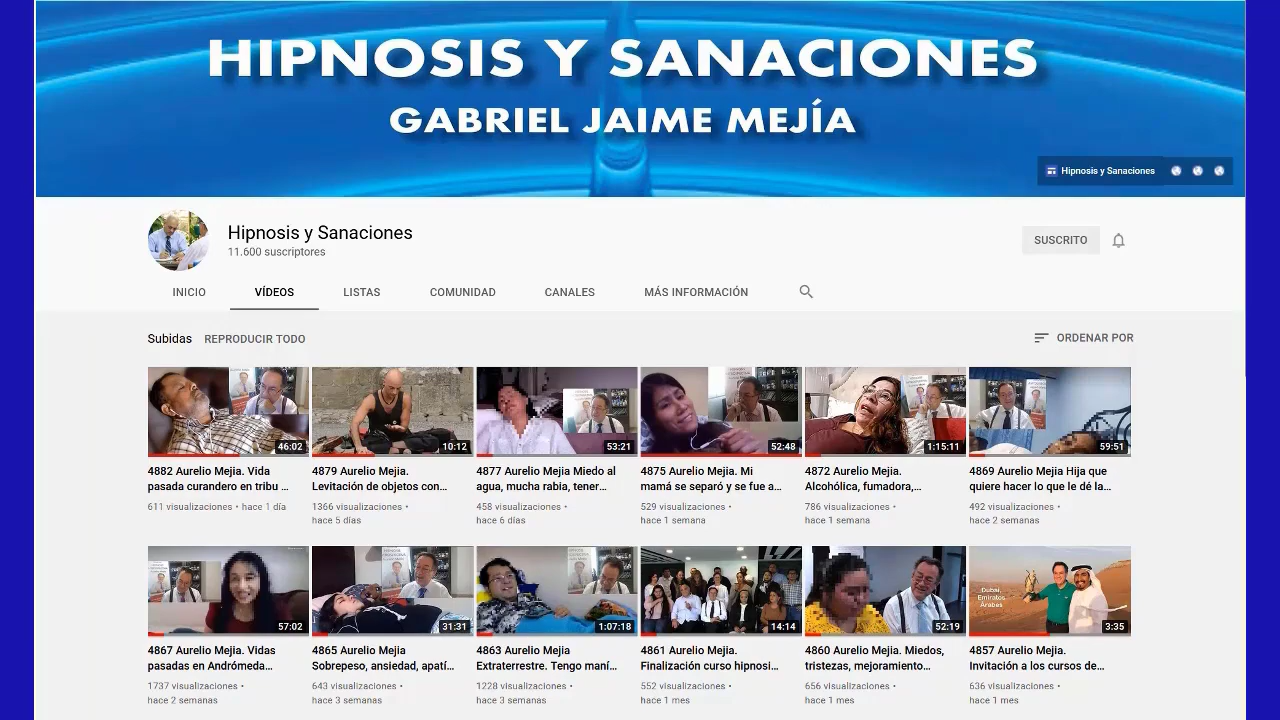 HIPNOSIS Y SANACIONES
GABRIEL JAIME MEJÍA
Hipnosis y Sanaciones
Hipnosis y Sanaciones
11.600 suscriptores
SUSCRITO
INICIO VÍDEOS LISTAS COMUNIDAD CANALES MÁS INFORMACIÓN
Subidas REPRODUCIR TODO
ORDENAR POR
46:02
4882 Aurelio Mejia. Vida
pasada curandero en tribu ...
611 visualizaciones • hace 1 día
10:12
4879 Aurelio Mejia.
Levitación de objetos con...
1366 visualizaciones •
hace 5 días
53:21
4877 Aurelio Mejia Miedo al
agua, mucha rabia, tener...
458 visualizaciones •
hace 6 días
52:48
4875 Aurelio Mejia. Mi
mamá se separó y se fue a...
529 visualizaciones •
hace 1 semana
1:15:11
4872 Aurelio Mejia.
Alcohólica, fumadora,...
786 visualizaciones •
hace 1 semana
59:51
4869 Aurelio Mejia Hija que
quiere hacer lo que le dé la...
492 visualizaciones •
hace 2 semanas
57:02
4867 Aurelio Mejia. Vidas
pasadas en Andrómeda...
1737 visualizaciones •
hace 2 semanas
31:31
4865 Aurelio Mejia
Sobrepeso, ansiedad, apatí...
643 visualizaciones •
hace 3 semanas
1:07:18
4863 Aurelio Mejia
Extraterrestre. Tengo maní...
1228 visualizaciones •
hace 3 semanas
14:14
4861 Aurelio Mejia.
Finalización curso hipnosi...
552 visualizaciones •
hace 1 mes
52:19
4860 Aurelio Mejia. Miedos,
tristezas, mejoramiento...
656 visualizaciones •
hace 1 mes
Dubai,
Emiratos
Árabes
3:35
4857 Aurelio Mejia.
Invitación a los cursos de...
636 visualizaciones •
hace 1 mes